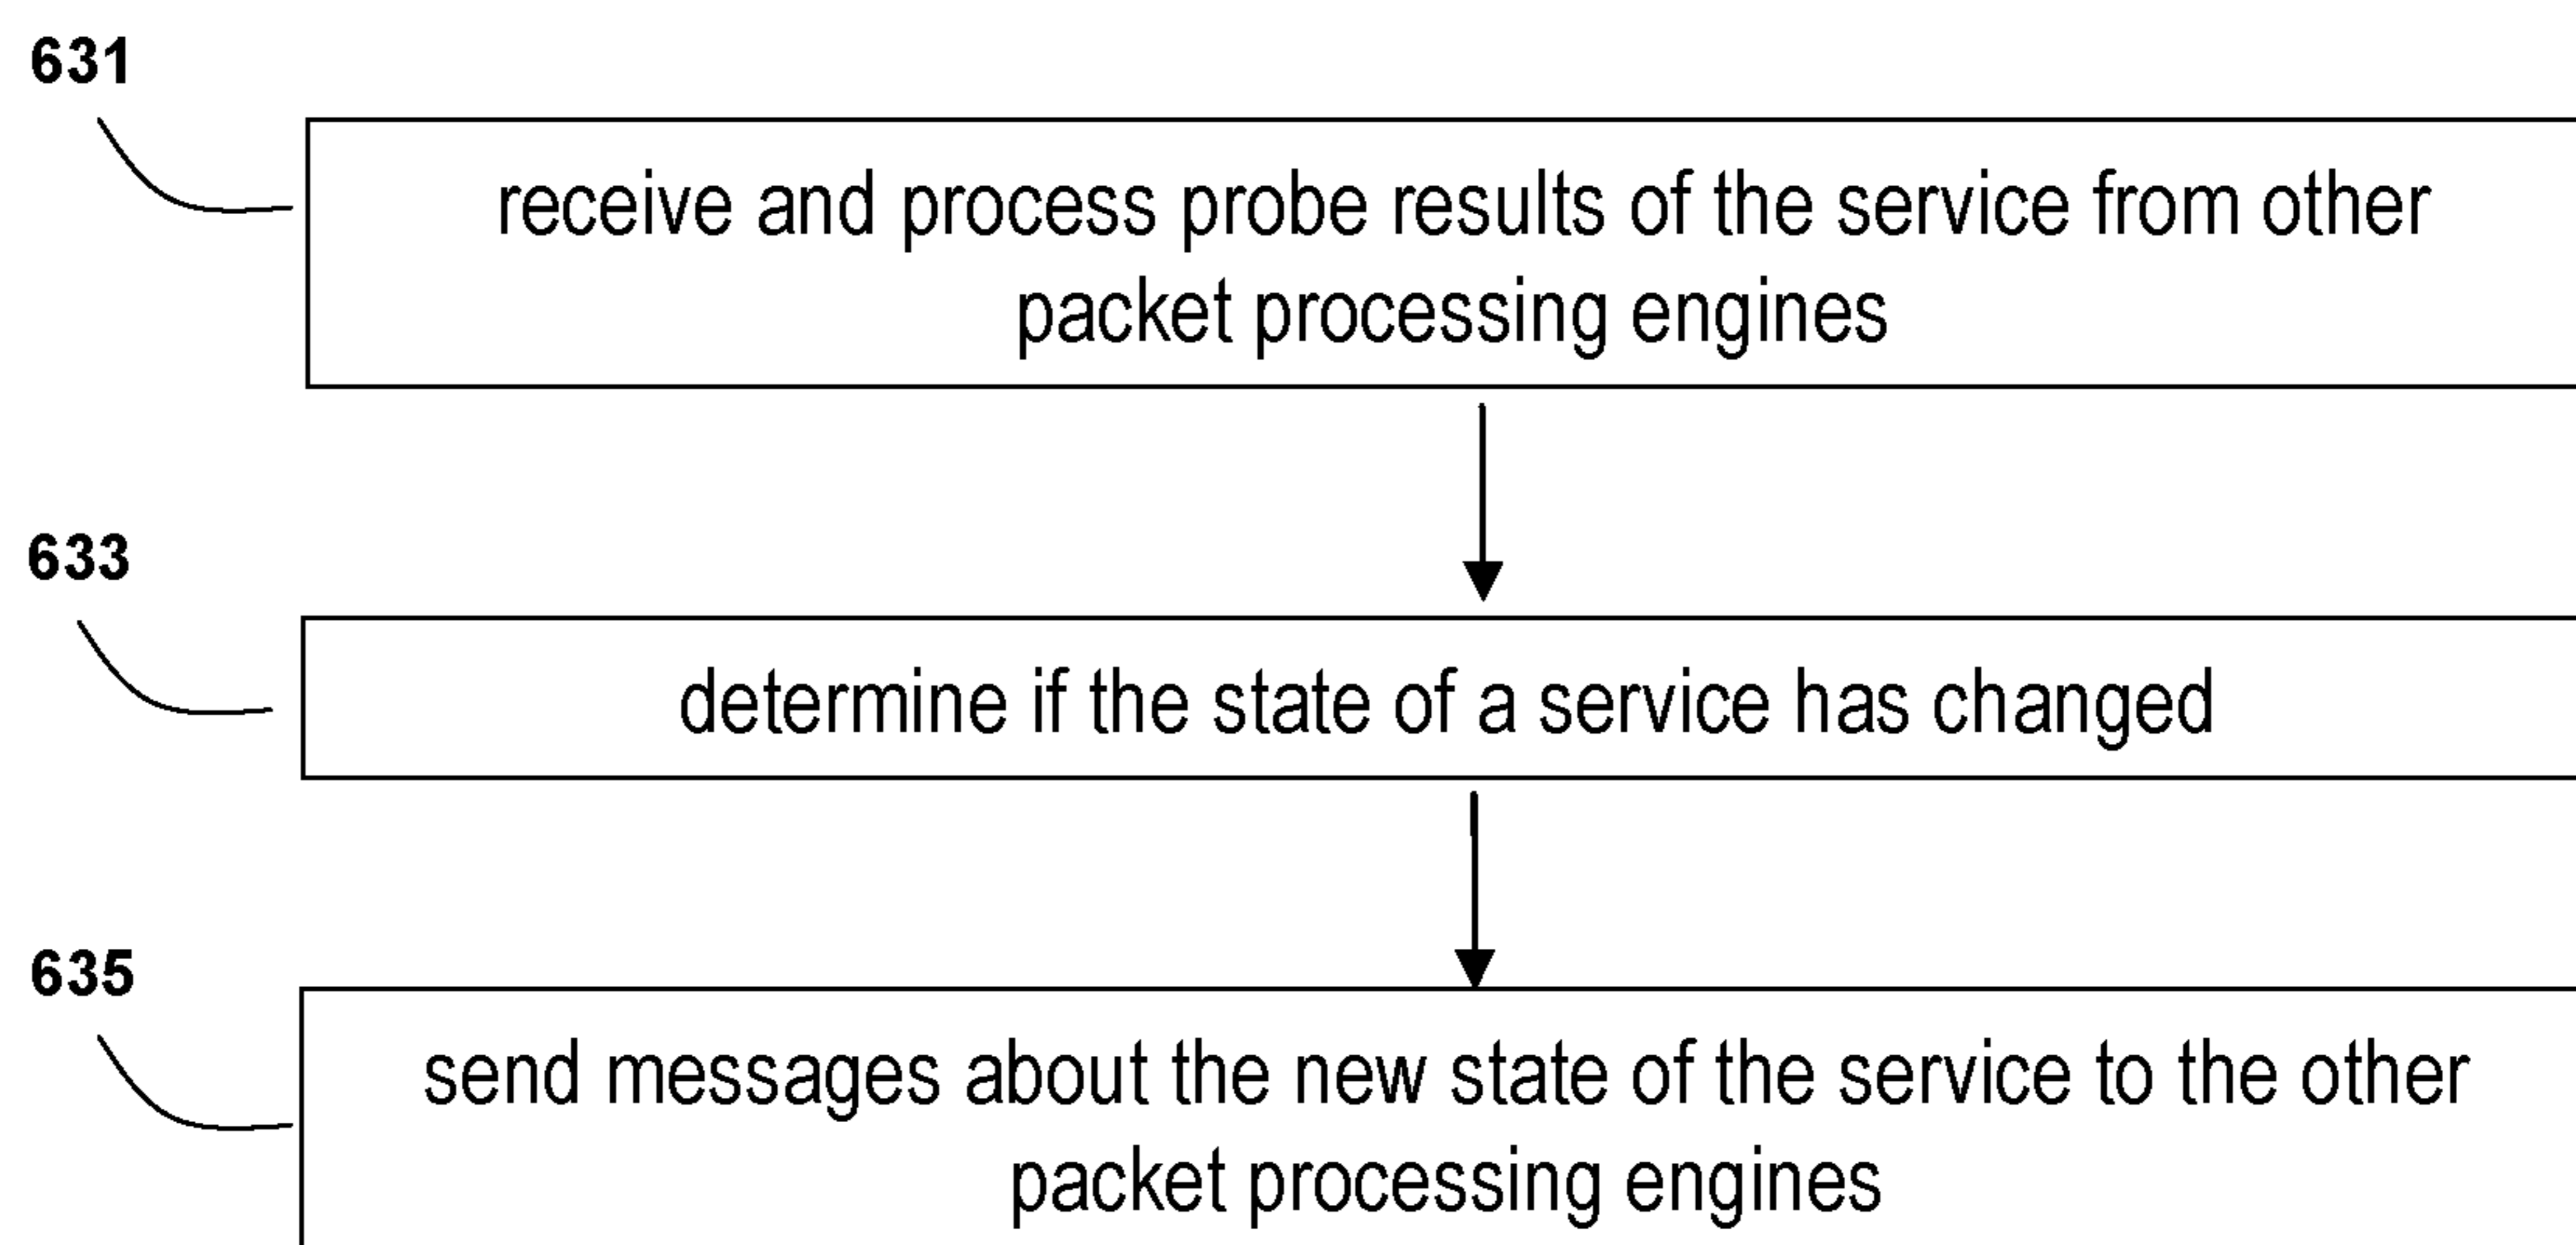 631
receive and process probe results of the service from other
packet processing engines
633
determine if the state of a service has changed
635
send messages about the new state of the service to the other
packet processing engines